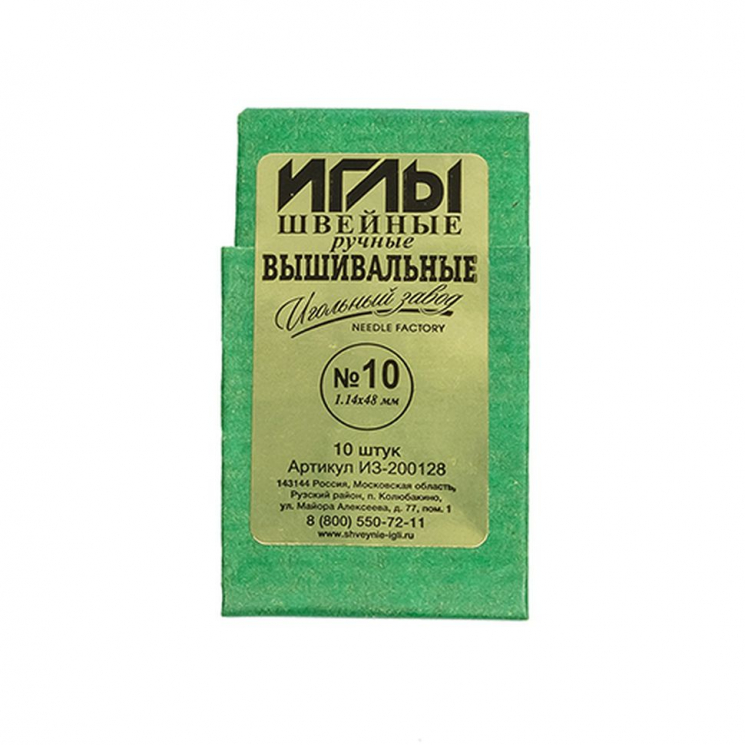 ИГЛЫ
ШВЕЙНЫЕ
ручные
ВЫШИВАЛЬНЫЕ
Игольный завод
NEEDLE FACTORY
№10
1.14х48 мм
10 штук
Артикул ИЗ-200128
143144 Россия, Московская область,
Рузский район, п. Колюбакино,
ул. Майора Алексеева, д. 77, пом. 1
8 (800) 550-72-11
www.shveynie-igli.ru